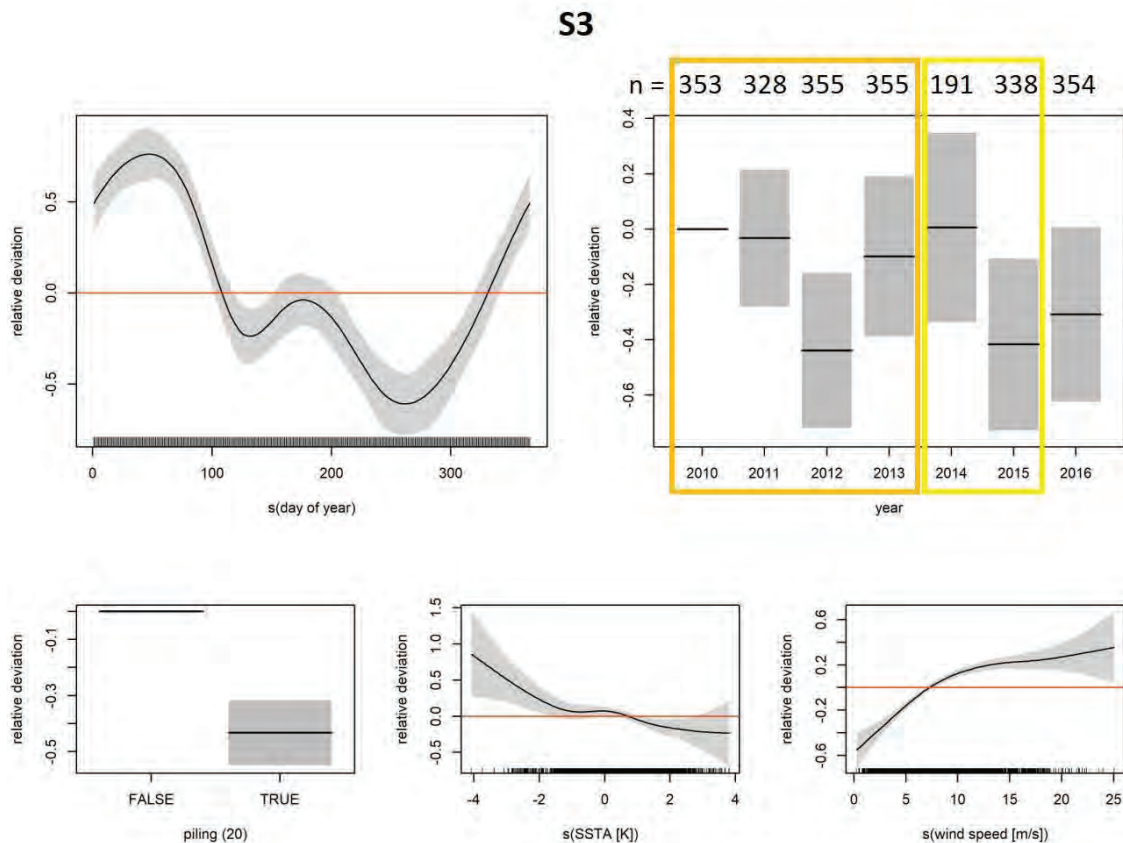 S3
n = 353 328 355 355 191 338 354
relative deviation
0.5
0.0
-0.5
0 100 200 300
s(day of year)
relative deviation
0.4
0.2
0.0
-0.2
-0.4
-0.6
2010 2011 2012 2013 2014 2015 2016
year
relative deviation
-0.1
-0.3
-0.5
FALSE TRUE
piling (20)
relative deviation
1.5
1.0
0.5
0.0
-0.5
-4 -2 0 2 4
s(SSTA [K])
relative deviation
0.6
0.2
-0.2
-0.6
0 5 10 15 20 25
s(wind speed [m/s])